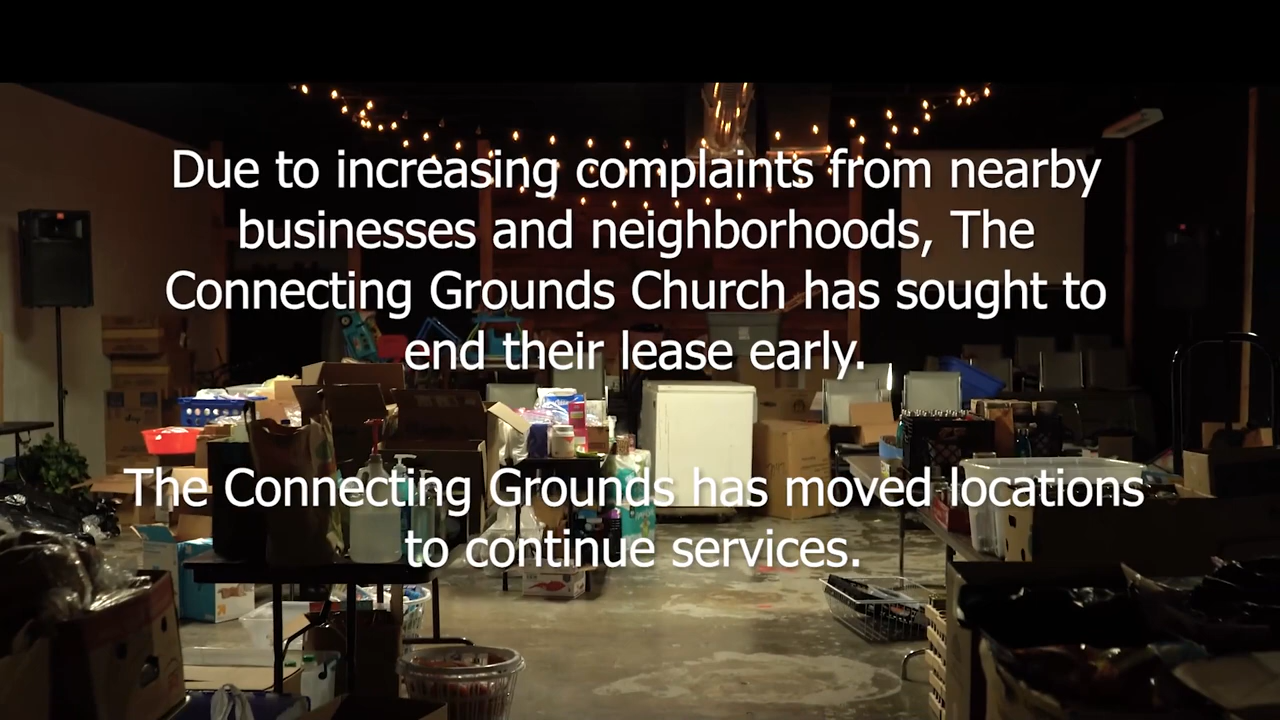 Due to increasing complaints from nearby
businesses and neighborhoods, The
Connecting Grounds Church has sought to
end their lease early.
The Connecting Grounds has moved locations
to continue services.